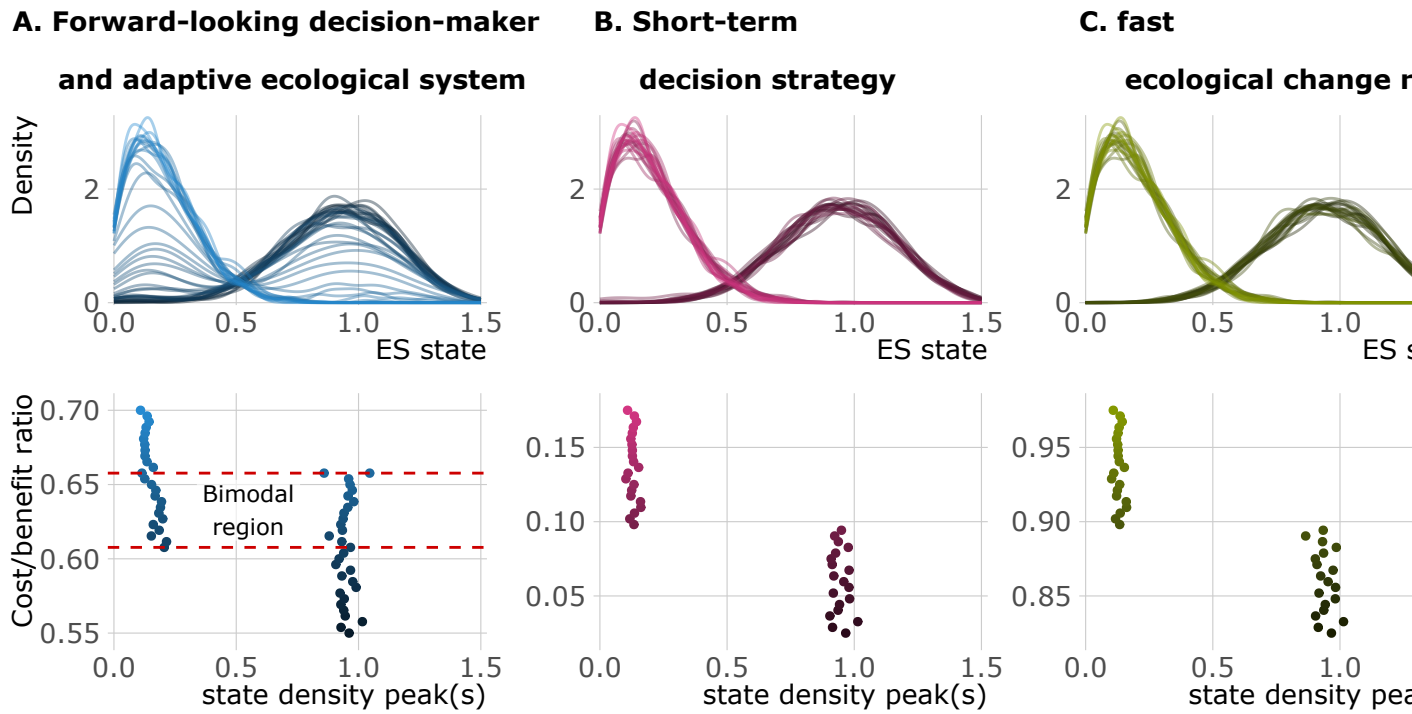 A. Forward-looking decision-maker
and adaptive ecological system
B. Short-term
decision strategy
C. fast
ecological change r
Density
2
0
0.0 0.5 1.0 1.5
ES state
2
0
0.0 0.5 1.0 1.5
ES state
2
0
0.0 0.5 1.0
ES s
Cost/benefit ratio
0.70
0.65
0.60
0.55
Bimodal
region
0.0 0.5 1.0 1.5
state density peak(s)
0.15
0.10
0.05
0.0 0.5 1.0 1.5
state density peak(s)
0.95
0.90
0.85
0.0 0.5 1.0
state density pea